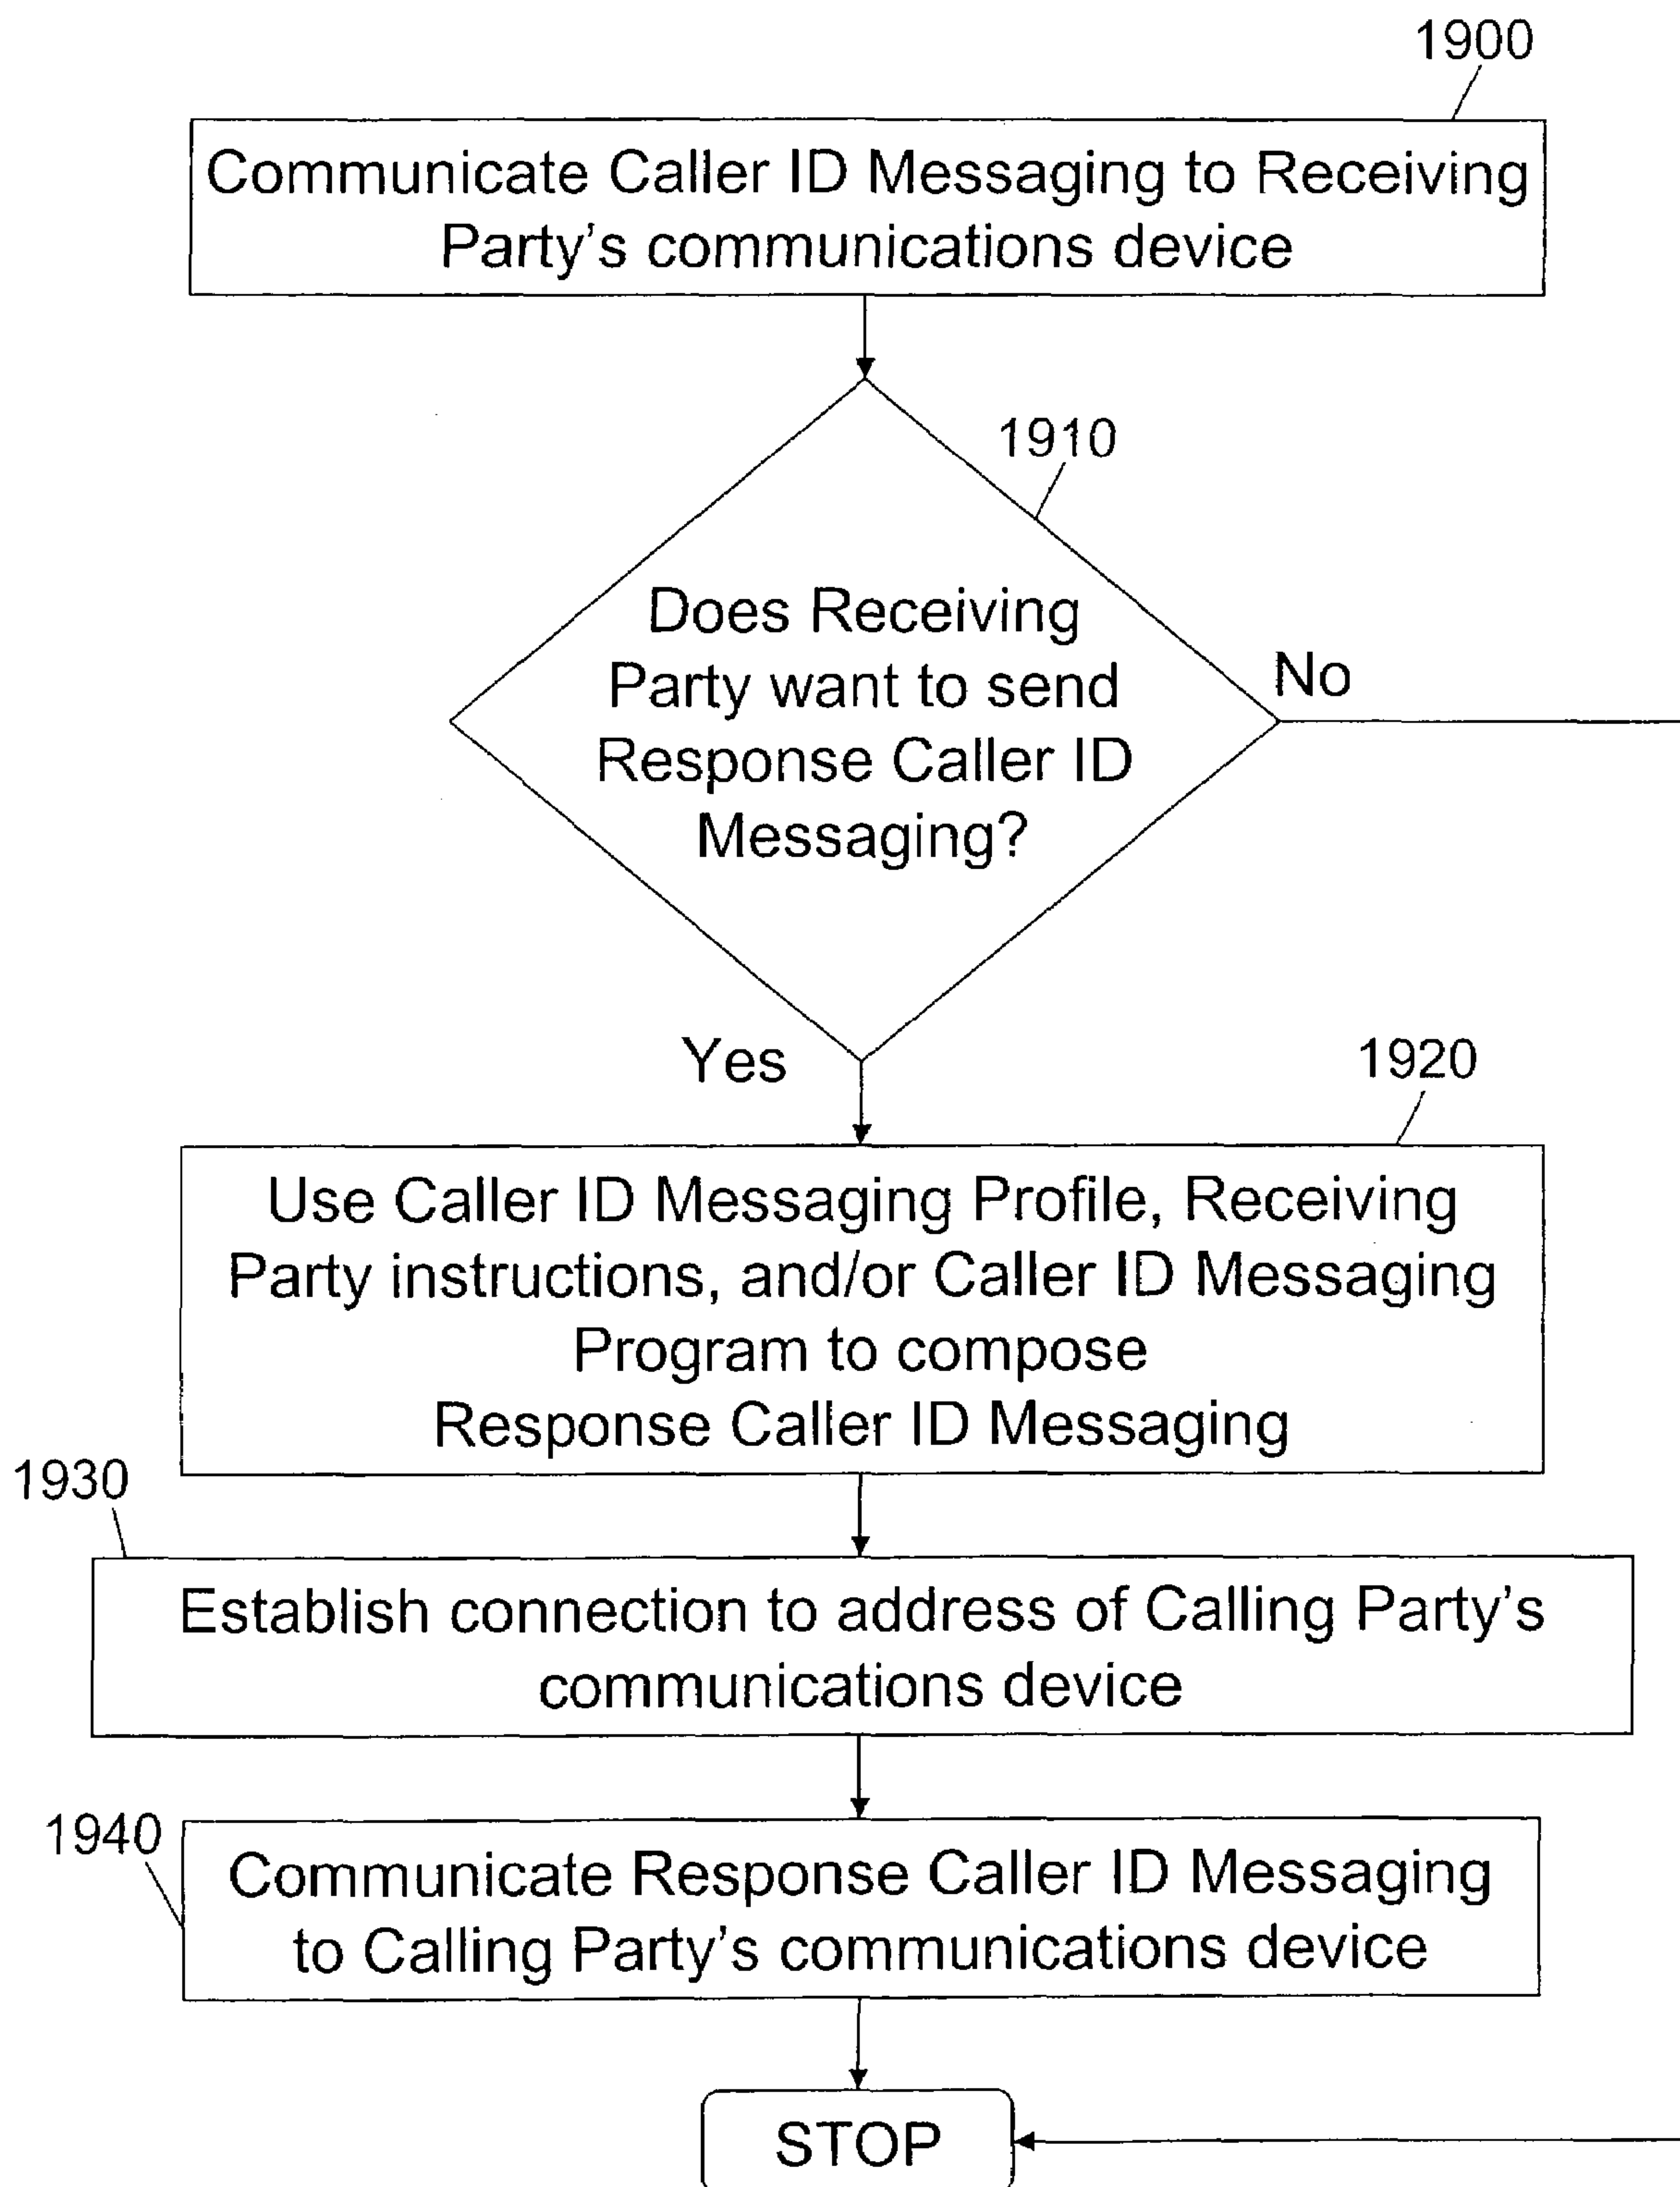 1900
Communicate Caller ID Messaging to Receiving
Party's communications device
1910
Does Receiving
Party want to send
Response Caller ID
Messaging?
No
Yes
1920
Use Caller ID Messaging Profile, Receiving
Party instructions, and/or Caller ID Messaging
Program to compose
Response Caller ID Messaging
1930
Establish connection to address of Calling Party's
communications device
1940
Communicate Response Caller ID Messaging
to Calling Party's communications device
STOP